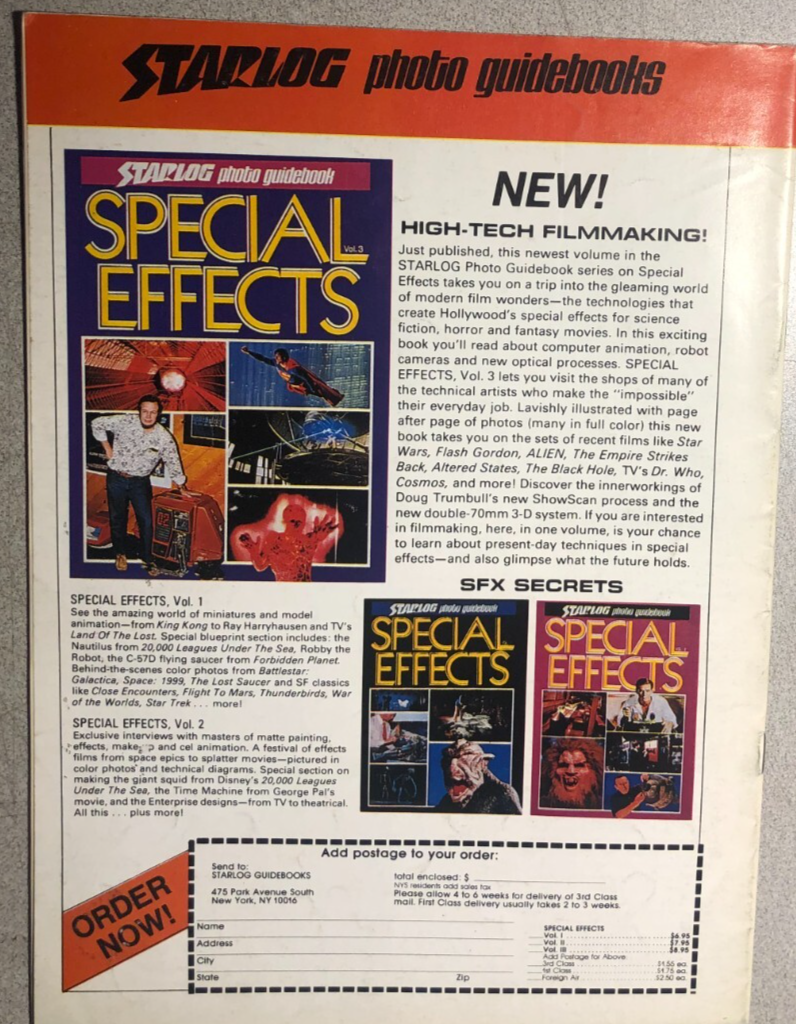 STARLOG photo guidebooks
STARLOG photo guidebook
SPECIAL
Vol. 3
EFFECTS
NEW!
HIGH-TECH FILMMAKING!
Just published, this newest volume in the
STARLOG Photo Guidebook series on Special
Effects takes you on a trip into the gleaming world
of modern film wonders—the technologies that
create Hollywood's special effects for science
fiction, horror and fantasy movies. In this exciting
book you'll read about computer animation, robot
cameras and new optical processes. SPECIAL
EFFECTS, Vol. 3 lets you visit the shops of many of
the technical artists who make the "impossible"
their everyday job. Lavishly illustrated with page
after page of photos (many in full color) this new
book takes you on the sets of recent films like Star
Wars, Flash Gordon, ALIEN, The Empire Strikes
Back, Altered States, The Black Hole, TV's Dr. Who,
Cosmos, and more! Discover the innerworkings of
Doug Trumbull's new ShowScan process and the
new double-70mm 3-D system. If you are interested
in filmmaking, here, in one volume, is your chance
to learn about present-day techniques in special
effects—and also glimpse what the future holds.
SPECIAL EFFECTS, Vol. 1
See the amazing world of miniatures and model
animation—from King Kong to Ray Harryhausen and TV's
Land Of The Lost. Special blueprint section includes: the
Nautilus from 20,000 Leagues Under The Sea, Robby the
Robot, the C-57D flying saucer from Forbidden Planet.
Behind-the-scenes color photos from Battlestar:
Galactica, Space: 1999, The Lost Saucer and SF classics
like Close Encounters, Flight To Mars, Thunderbirds, War
of the Worlds, Star Trek . . . more!
SPECIAL EFFECTS, Vol. 2
Exclusive interviews with masters of matte painting,
effects, make-up and cel animation. A festival of effects
films from space epics to splatter movies—pictured in
color photos and technical diagrams. Special section on
making the giant squid from Disney's 20,000 Leagues
Under The Sea, the Time Machine from George Pal's
movie, and the Enterprise designs—from TV to theatrical.
All this . . . plus more!
SFX SECRETS
STARLOG photo guidebook
SPECIAL
EFFECTS
STARLOG photo guidebook
SPECIAL
EFFECTS
ORDER
NOW!
Add postage to your order:
Send to:
STARLOG GUIDEBOOKS
475 Park Avenue South
New York, NY 10016
total enclosed: $
NYS residents add sales tax
Please allow 4 to 6 weeks for delivery of 3rd Class
mail. First Class delivery usually takes 2 to 3 weeks.
Name
Address
City
State Zip
SPECIAL EFFECTS
Vol. I $6.95
Vol. II $7.95
Vol. III $8.95
Add Postage for Above:
3rd Class $1.55 ea.
1st Class ea.
Foreign Air $2.50 ea.